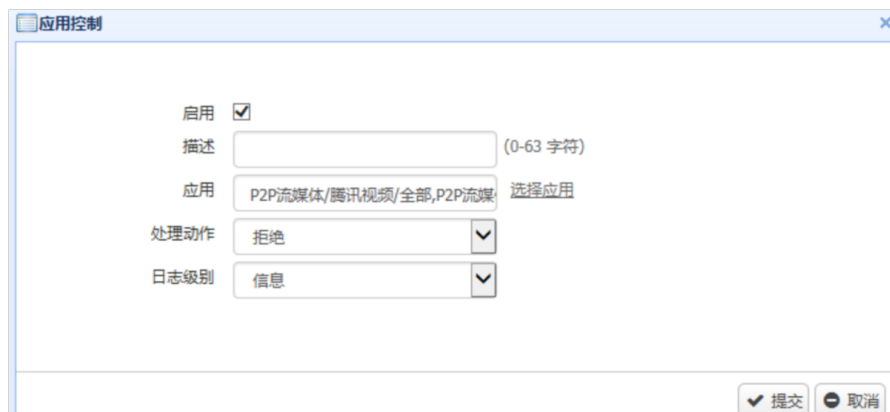 应用控制
启用
描述 (0-63 字符)
应用 P2P流媒体/腾讯视频/全部,P2P流媒 选择应用
处理动作 拒绝
日志级别 信息
提交 取消